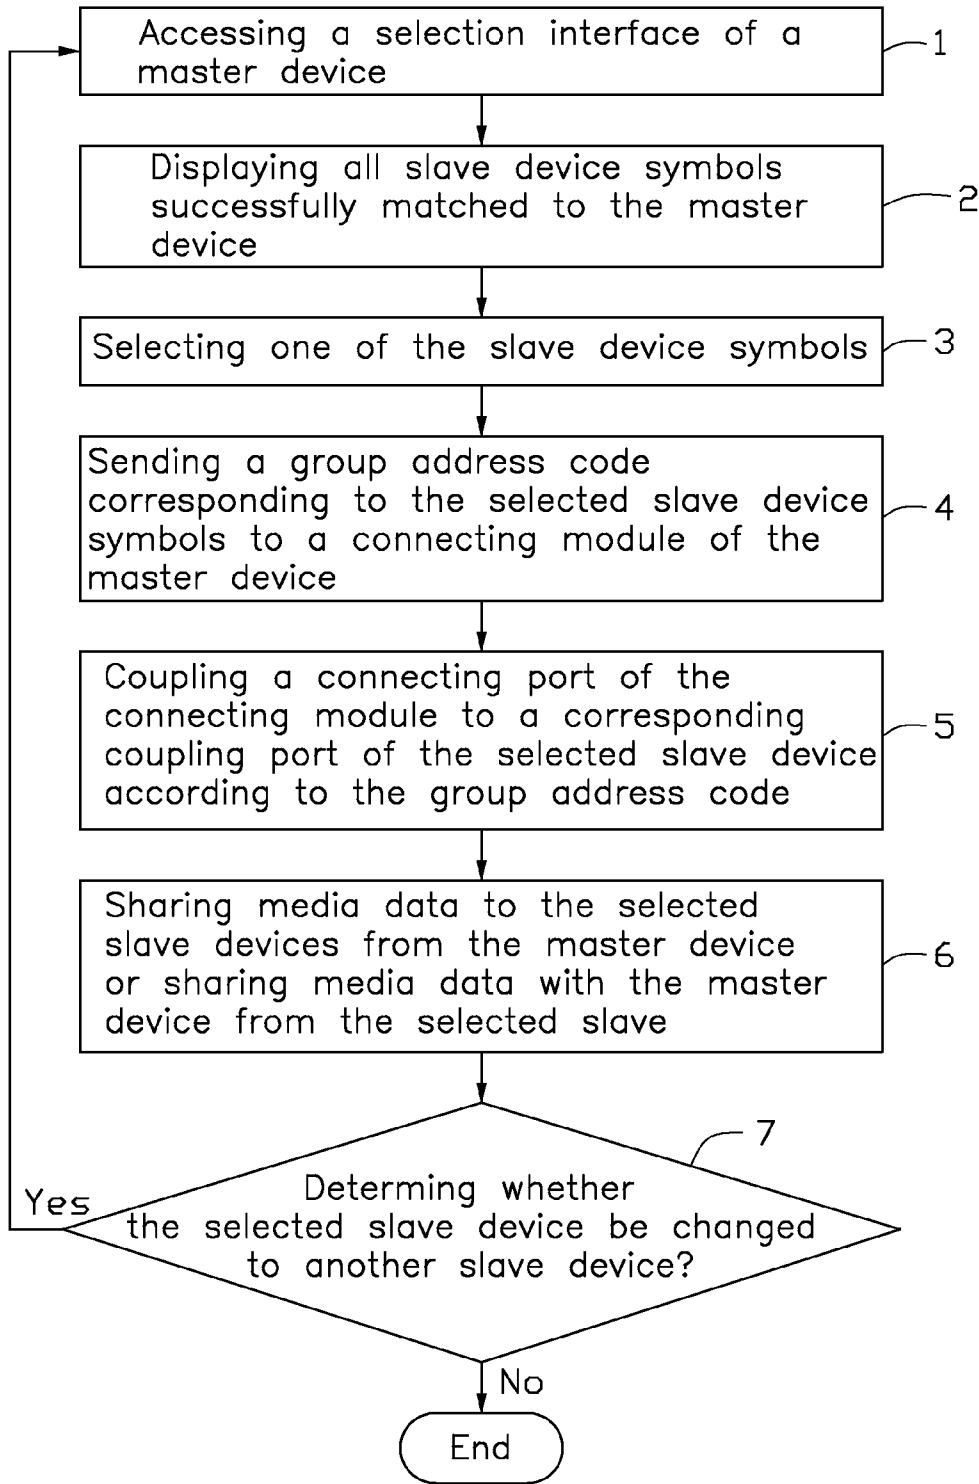 Accessing a selection interface of a
master device
1
Displaying all slave device symbols
successfully matched to the master
device
2
Selecting one of the slave device symbols
3
Sending a group address code
corresponding to the selected slave device
symbols to a connecting module of the
master device
4
Coupling a connecting port of the
connecting module to a corresponding
coupling port of the selected slave device
according to the group address code
5
Sharing media data to the selected
slave devices from the master device
or sharing media data with the master
device from the selected slave
6
7
Determing whether
the selected slave device be changed
to another slave device?
Yes
No
End